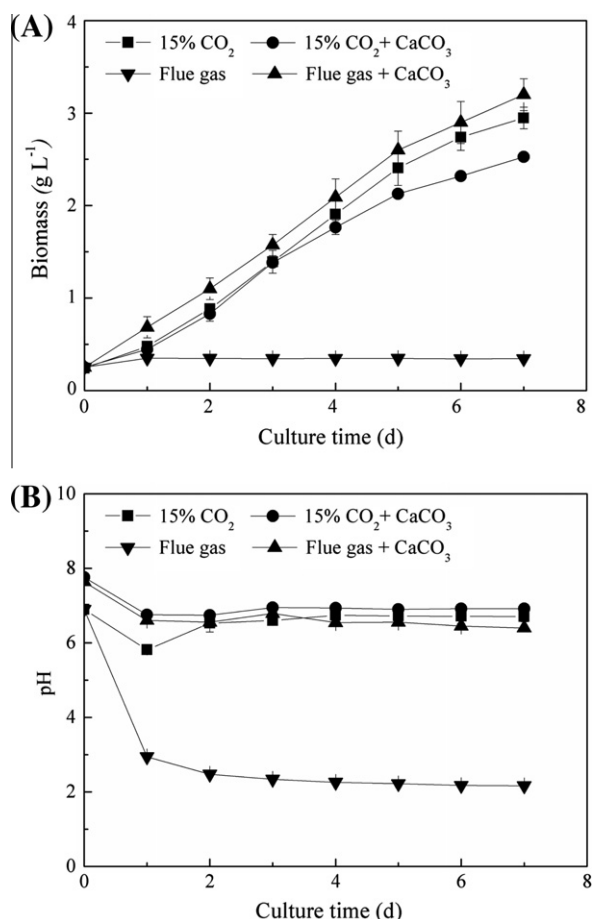 (A)
4
3
2
1
0
Biomass (g L⁻¹)
15% CO₂ 15% CO₂+ CaCO₃
Flue gas Flue gas + CaCO₃
0 2 4 6 8
Culture time (d)
(B)
10
8
6
4
2
0
pH
15% CO₂ 15% CO₂+ CaCO₃
Flue gas Flue gas + CaCO₃
0 2 4 6 8
Culture time (d)